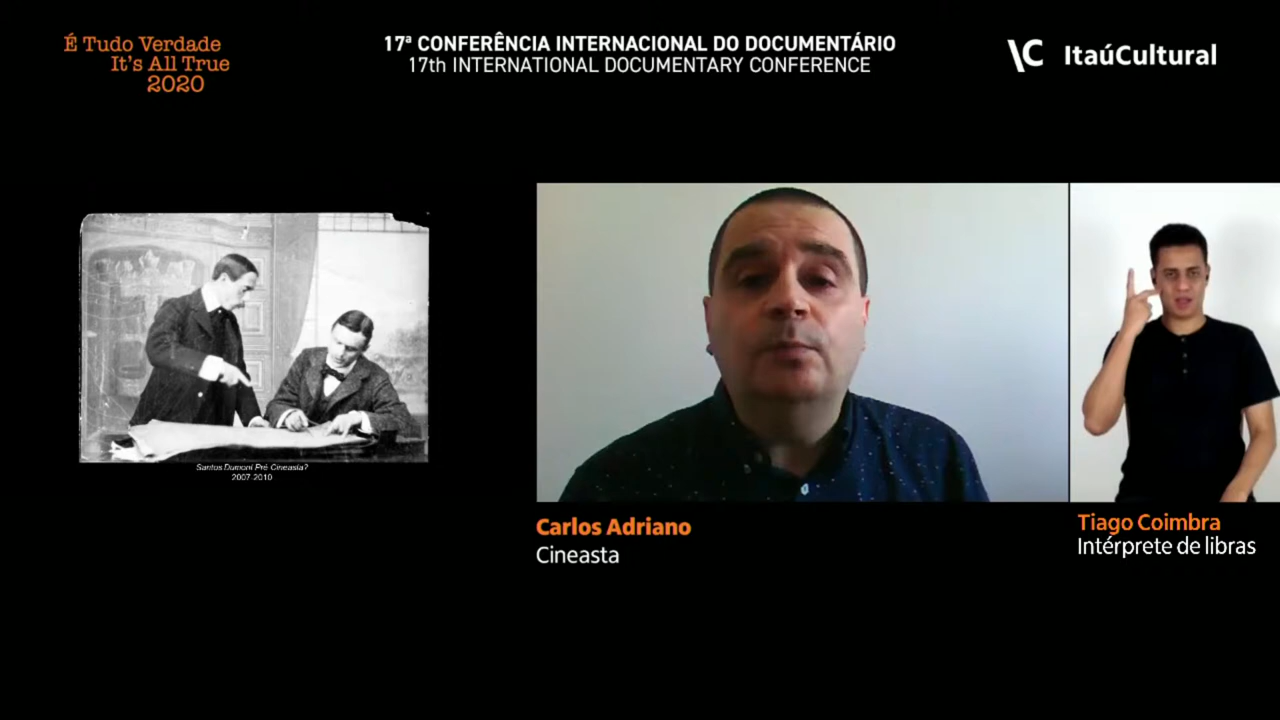 É Tudo Verdade
It's All True
2020
17ª CONFERÊNCIA INTERNACIONAL DO DOCUMENTÁRIO
17th INTERNATIONAL DOCUMENTARY CONFERENCE
\C ItaúCultural
Santos Dumont Pré Cineasta?
2007-2010
Carlos Adriano
Cineasta
Tiago Coimbra
Intérprete de libras